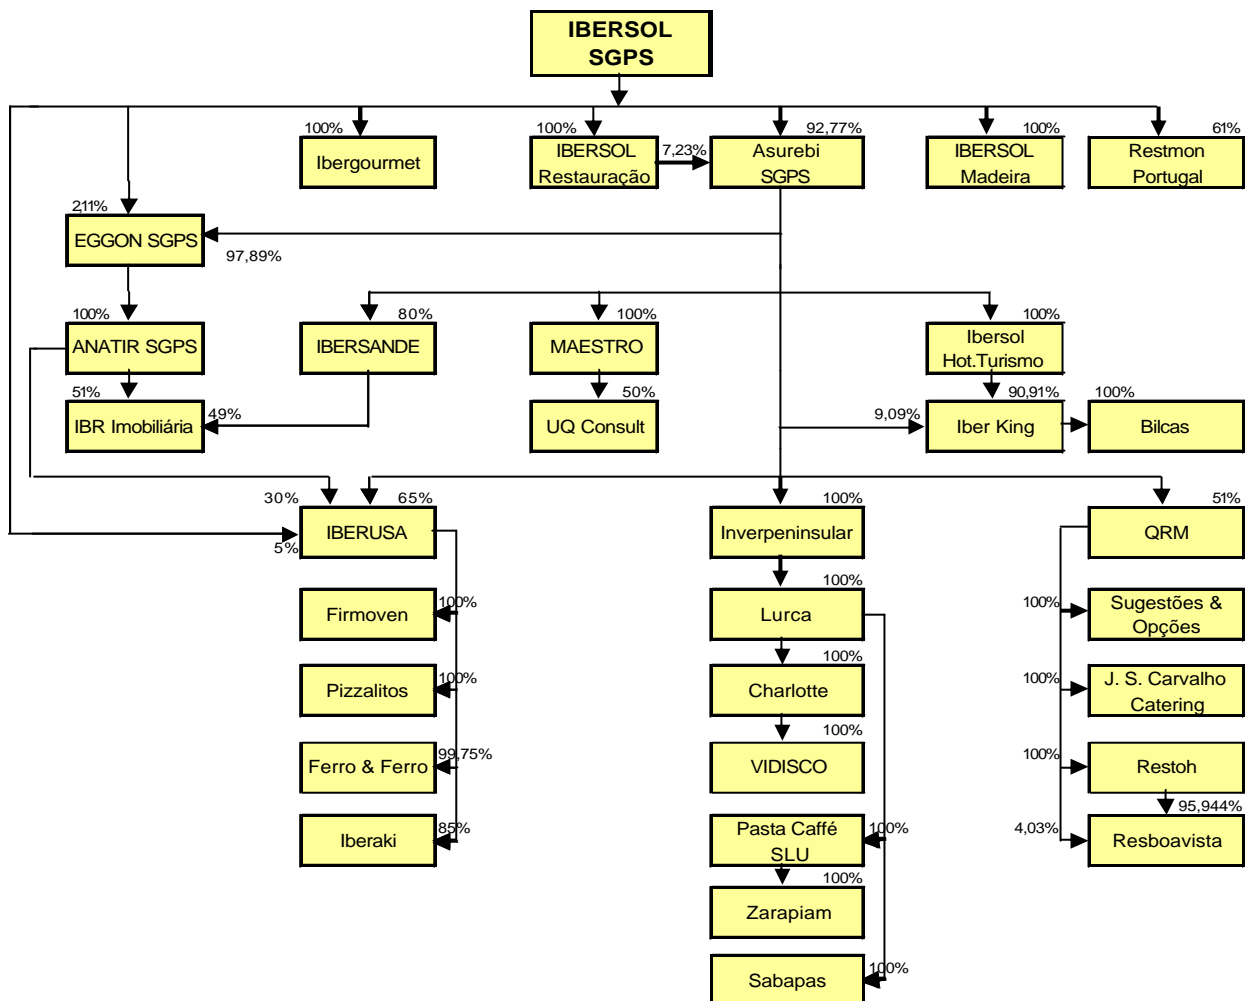 IBERSOL
SGPS
100%
100%
92,77%
100%
61%
Ibergourmet
IBERSOL
Restauração
7,23%
Asurebi
SGPS
IBERSOL
Madeira
Restmon
Portugal
2,11%
EGGON SGPS
97,89%
100%
80%
100%
100%
ANATIR SGPS
IBERSANDE
MAESTRO
Ibersol
Hot.Turismo
51%
50%
90,91%
100%
IBR Imobiliária
49%
UQ Consult
9,09%
Iber King
Bilcas
30%
65%
100%
51%
5%
IBERUSA
Inverpeninsular
QRM
100%
Firmoven
100%
Lurca
100%
Sugestões &
Opções
100%
Pizzalitos
100%
Charlotte
100%
J. S. Carvalho
Catering
100%
Ferro & Ferro
99,75%
VIDISCO
100%
Restoh
95,944%
Iberaki
85%
Pasta Caffé
SLU
100%
4,03%
Resboavista
100%
Zarapiam
Sabapas
100%